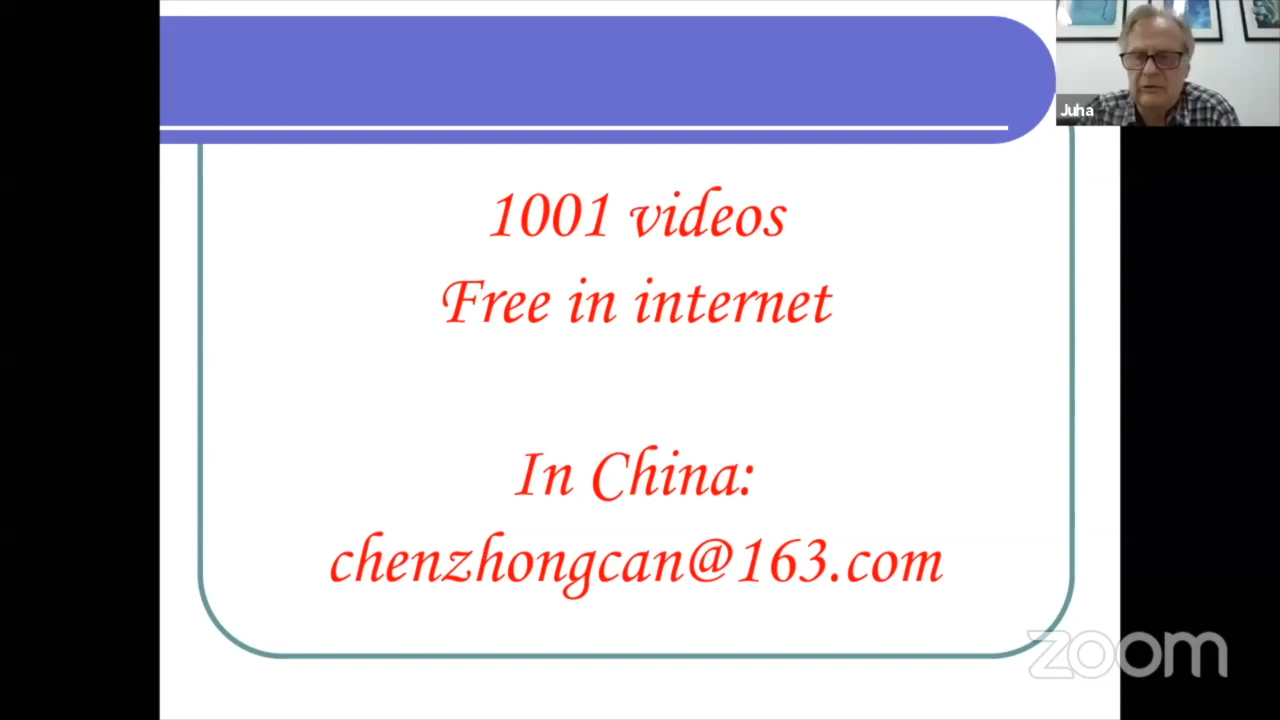 Juha
1001 videos
Free in internet
In China:
chenzhongcan@163.com
zoom